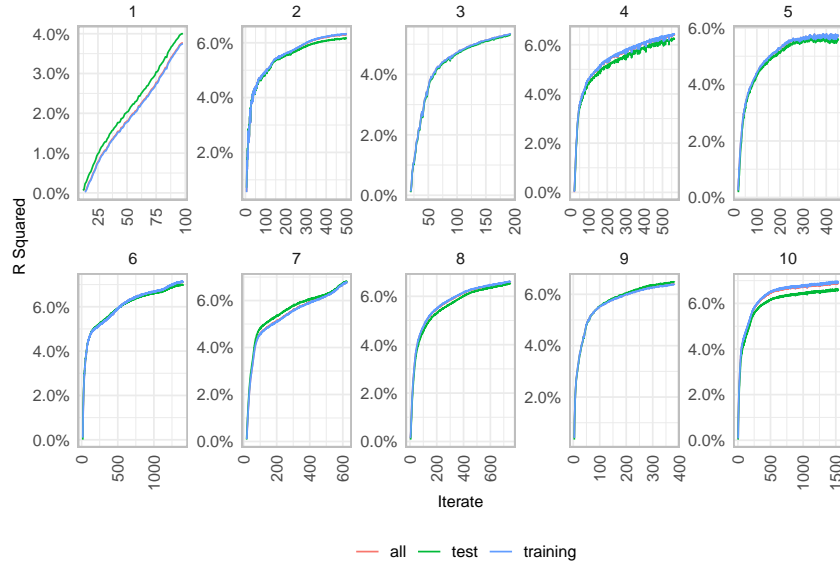 1 2 3 4 5
4.0% 3.0% 2.0% 1.0% 0.0%
6.0% 4.0% 2.0%
4.0% 2.0% 0.0%
6.0% 4.0% 2.0% 0.0%
6.0% 4.0% 2.0% 0.0%
25 50 75 100
0 100 200 300 400 500
50 100 150 200
0 100 200 300 400 500
0 100 200 300 400
R Squared
6 7 8 9 10
6.0% 4.0% 2.0% 0.0%
6.0% 4.0% 2.0% 0.0%
6.0% 4.0% 2.0% 0.0%
6.0% 4.0% 2.0%
8.0% 6.0% 4.0% 2.0% 0.0%
0 500 1000
0 200 400 600
0 200 400 600
0 100 200 300 400
0 500 1000 1500
Iterate
all test training